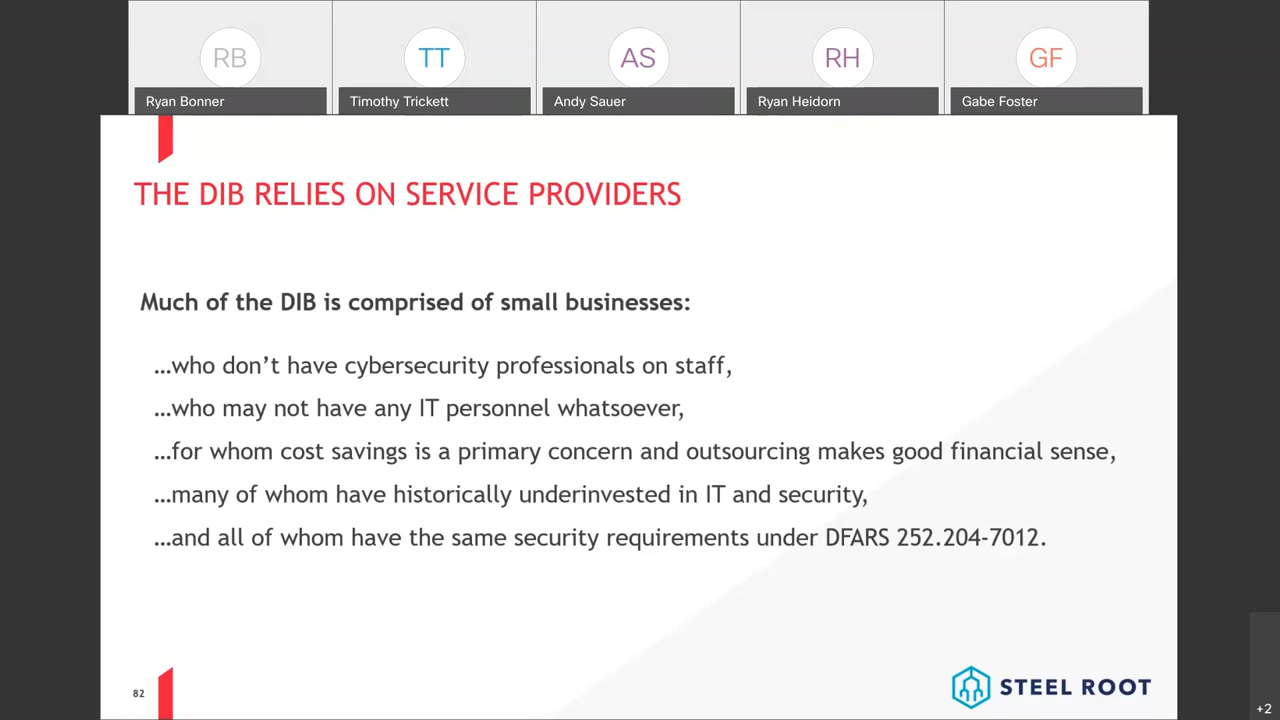 RB
TT
AS
RH
GF
Ryan Bonner
Timothy Trickett
Andy Sauer
Ryan Heidorn
Gabe Foster
THE DIB RELIES ON SERVICE PROVIDERS
Much of the DIB is comprised of small businesses:
…who don’t have cybersecurity professionals on staff,
…who may not have any IT personnel whatsoever,
…for whom cost savings is a primary concern and outsourcing makes good financial sense,
…many of whom have historically underinvested in IT and security,
…and all of whom have the same security requirements under DFARS 252.204-7012.
82
STEEL ROOT
+2